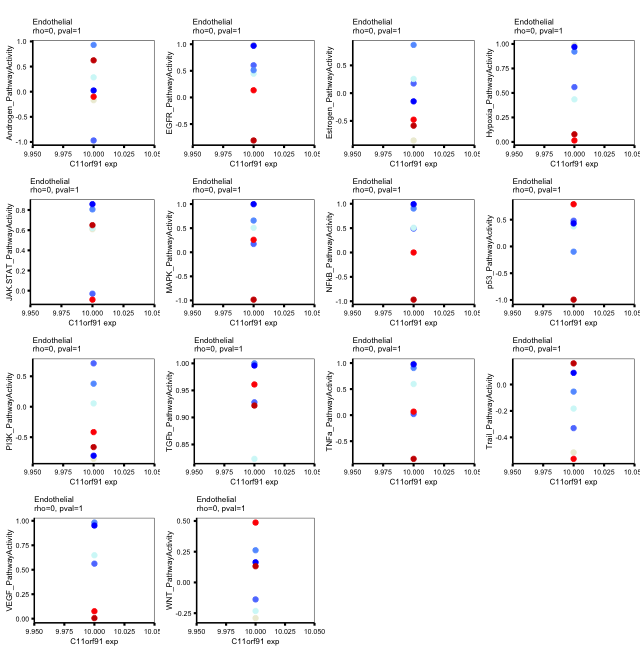 Endothelial
rho=0, pval=1
Androgen_PathwayActivity
1.0
0.5
0.0
-0.5
-1.0
9.950 9.975 10.000 10.025 10.05
C11orf91 exp
Endothelial
rho=0, pval=1
EGFR_PathwayActivity
1.0
0.5
0.0
-0.5
9.950 9.975 10.000 10.025 10.05
C11orf91 exp
Endothelial
rho=0, pval=1
Estrogen_PathwayActivity
0.5
0.0
-0.5
9.950 9.975 10.000 10.025 10.05
C11orf91 exp
Endothelial
rho=0, pval=1
Hypoxia_PathwayActivity
1.00
0.75
0.50
0.25
0.00
9.950 9.975 10.000 10.025
C11orf91 exp
Endothelial
rho=0, pval=1
JAK.STAT_PathwayActivity
0.8
0.6
0.4
0.2
0.0
9.950 9.975 10.000 10.025 10.05
C11orf91 exp
Endothelial
rho=0, pval=1
MAPK_PathwayActivity
1.0
0.5
0.0
-0.5
-1.0
9.950 9.975 10.000 10.025 10.05
C11orf91 exp
Endothelial
rho=0, pval=1
NFkB_PathwayActivity
1.0
0.5
0.0
-0.5
-1.0
9.950 9.975 10.000 10.025 10.05
C11orf91 exp
Endothelial
rho=0, pval=1
p53_PathwayActivity
0.5
0.0
-0.5
-1.0
9.950 9.975 10.000 10.025
C11orf91 exp
Endothelial
rho=0, pval=1
PI3K_PathwayActivity
0.5
0.0
-0.5
9.950 9.975 10.000 10.025 10.05
C11orf91 exp
Endothelial
rho=0, pval=1
TGFb_PathwayActivity
1.00
0.95
0.90
0.85
9.950 9.975 10.000 10.025 10.05
C11orf91 exp
Endothelial
rho=0, pval=1
TNFa_PathwayActivity
1.0
0.5
0.0
-0.5
9.950 9.975 10.000 10.025 10.05
C11orf91 exp
Endothelial
rho=0, pval=1
Trail_PathwayActivity
0.0
-0.2
-0.4
9.950 9.975 10.000 10.025
C11orf91 exp
Endothelial
rho=0, pval=1
VEGF_PathwayActivity
1.00
0.75
0.50
0.25
0.00
9.950 9.975 10.000 10.025 10.05
C11orf91 exp
Endothelial
rho=0, pval=1
WNT_PathwayActivity
0.50
0.25
0.00
-0.25
9.950 9.975 10.000 10.025 10.050
C11orf91 exp